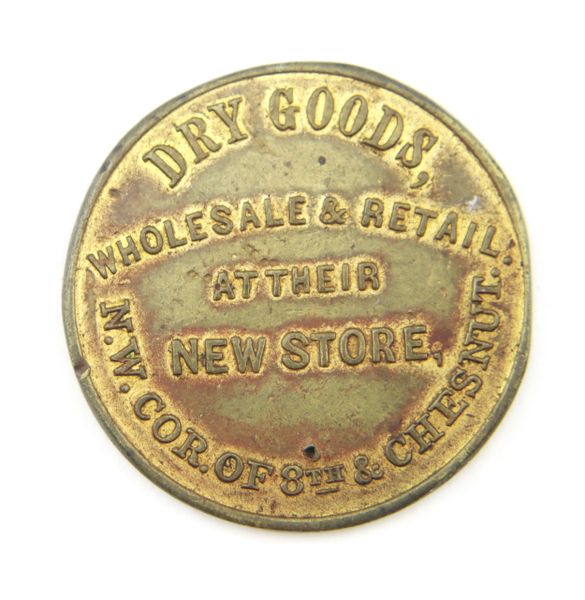 DRY GOODS,
WHOLESALE & RETAIL.
AT THEIR
NEW STORE,
N.W. COR. OF 8TH & CHESNUT.